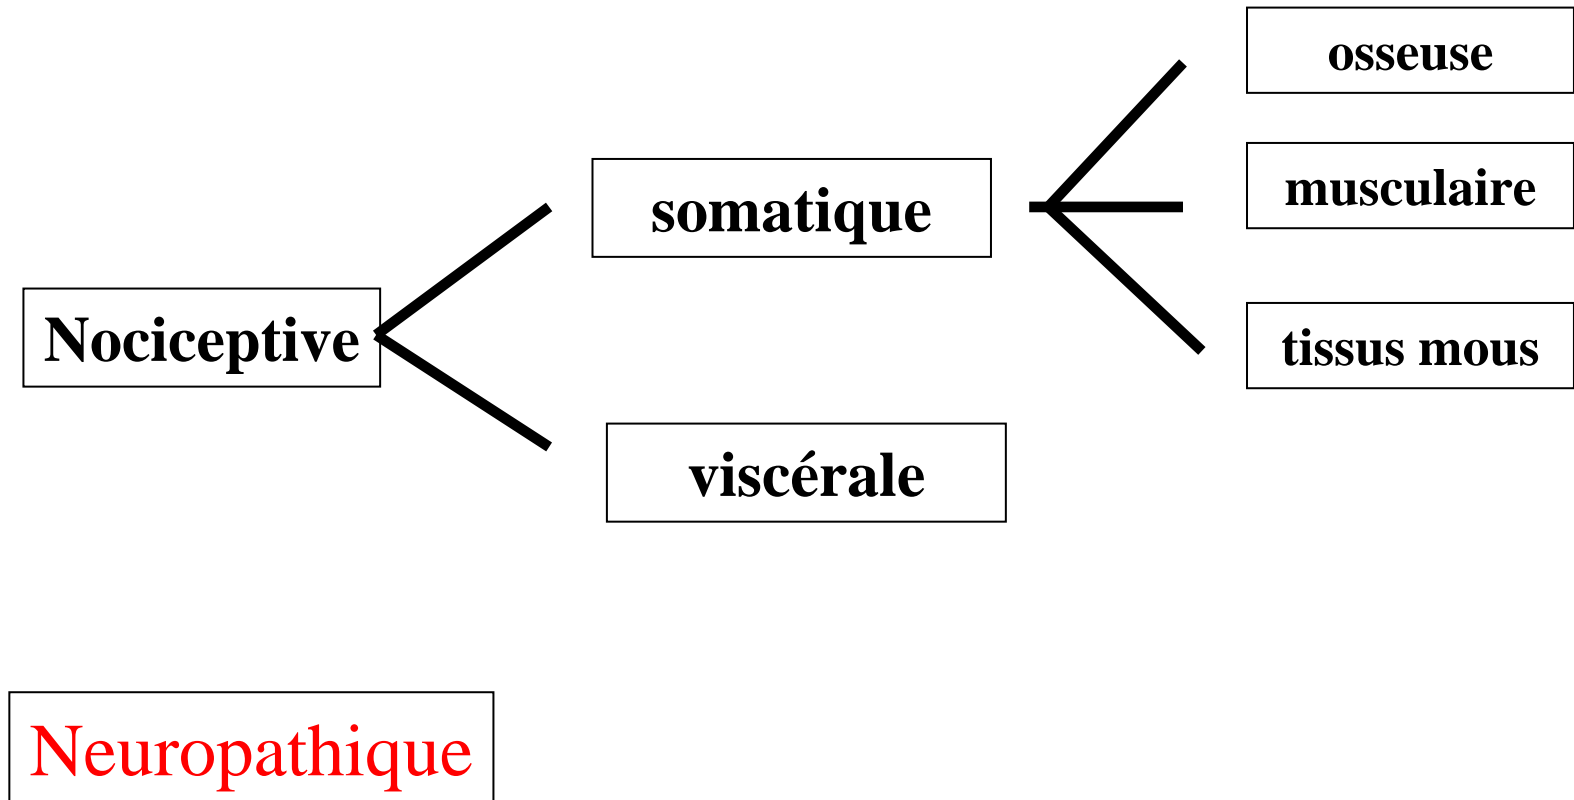 osseuse
somatique
musculaire
Nociceptive
tissus mous
viscérale
Neuropathique